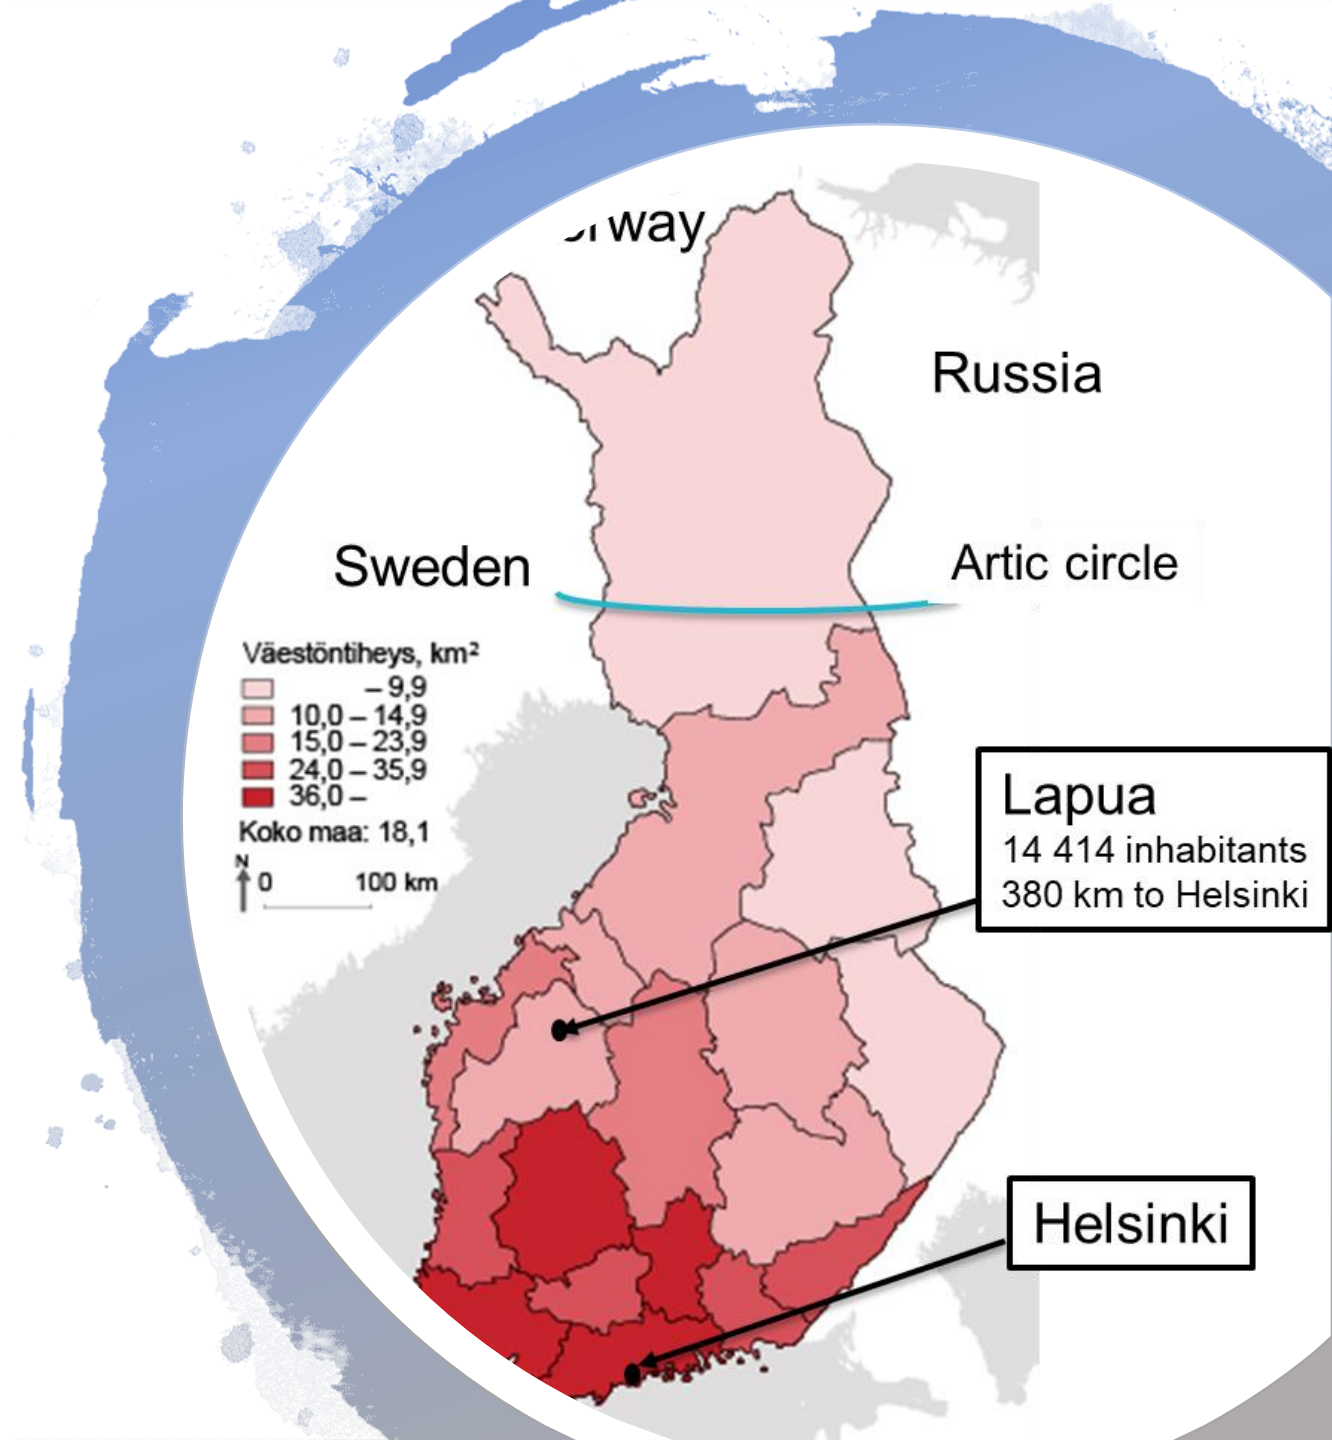 way
Russia
Sweden
Artic circle
Väestöntiheys, km²
– 9,9
10,0 – 14,9
15,0 – 23,9
24,0 – 35,9
36,0 –
Koko maa: 18,1
N
0 100 km
Lapua
14 414 inhabitants
380 km to Helsinki
Helsinki